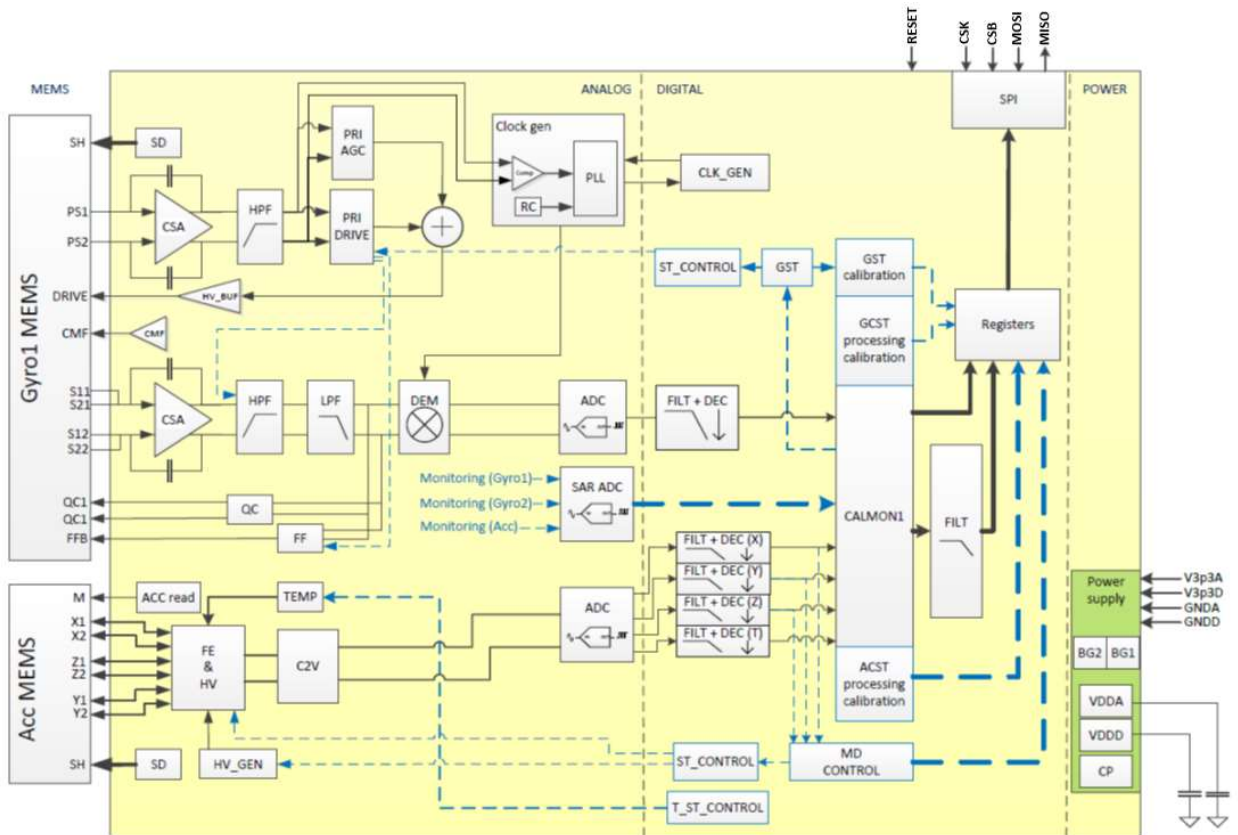 RESET
CSK
CSB
MOSI
MISO
MEMS
ANALOG
DIGITAL
POWER
SPI
SH
SD
PRI
AGC
Clock gen
Comp
PLL
RC
CLK_GEN
PS1
PS2
CSA
HPF
PRI
DRIVE
ST_CONTROL
GST
GST
calibration
DRIVE
HV_BUF
CMF
CMF
GCST
processing
calibration
Registers
Gyro1 MEMS
S11
S21
S12
S22
CSA
HPF
LPF
DEM
ADC
FILT + DEC
Monitoring (Gyro1)
Monitoring (Gyro2)
Monitoring (Acc)
SAR ADC
CALMON1
FILT
QC1
QC1
FFB
QC
FF
FILT + DEC (X)
FILT + DEC (Y)
FILT + DEC (Z)
FILT + DEC (T)
Acc MEMS
M
X1
X2
Z1
Z2
Y1
Y2
SH
ACC read
TEMP
FE
&
HV
C2V
ADC
ACST
processing
calibration
SD
HV_GEN
ST_CONTROL
MD
CONTROL
T_ST_CONTROL
Power
supply
V3p3A
V3p3D
GNDA
GNDD
BG2
BG1
VDDA
VDDD
CP